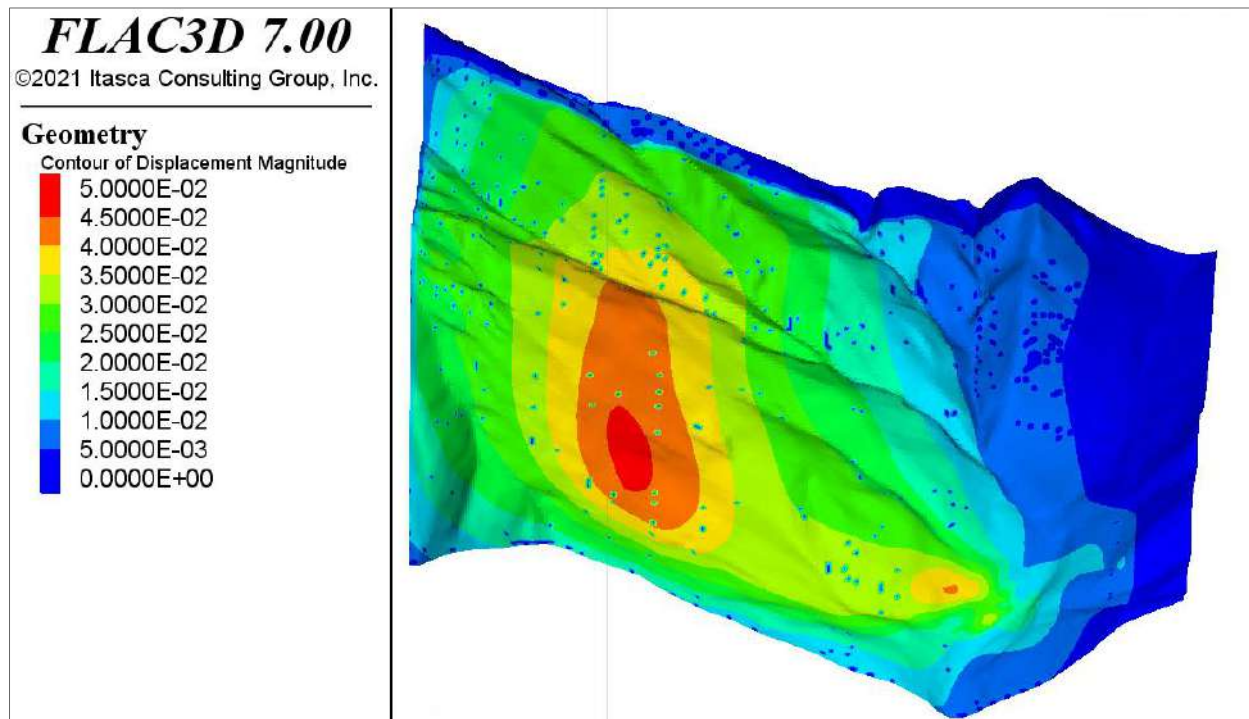 FLAC3D 7.00
©2021 Itasca Consulting Group, Inc.
Geometry
Contour of Displacement Magnitude
5.0000E-02
4.5000E-02
4.0000E-02
3.5000E-02
3.0000E-02
2.5000E-02
2.0000E-02
1.5000E-02
1.0000E-02
5.0000E-03
0.0000E+00